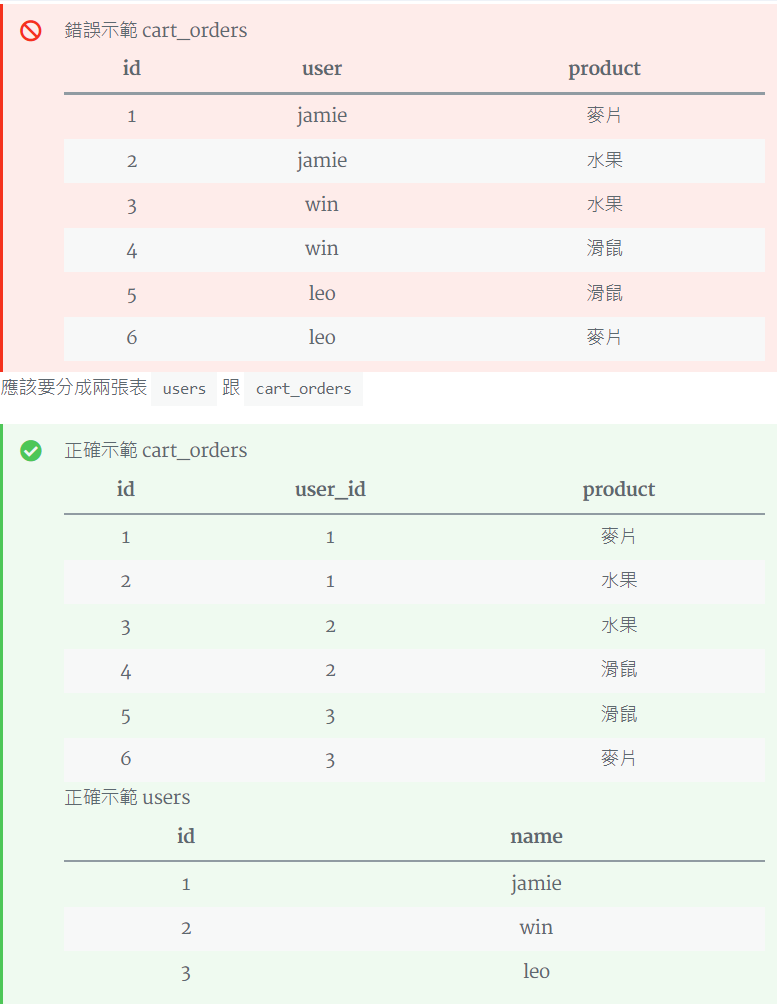 錯誤示範 cart_orders
id user product
1 jamie 麥片
2 jamie 水果
3 win 水果
4 win 滑鼠
5 leo 滑鼠
6 leo 麥片
應該要分成兩張表 users 跟 cart_orders
正確示範 cart_orders
id user_id product
1 1 麥片
2 1 水果
3 2 水果
4 2 滑鼠
5 3 滑鼠
6 3 麥片
正確示範 users
id name
1 jamie
2 win
3 leo